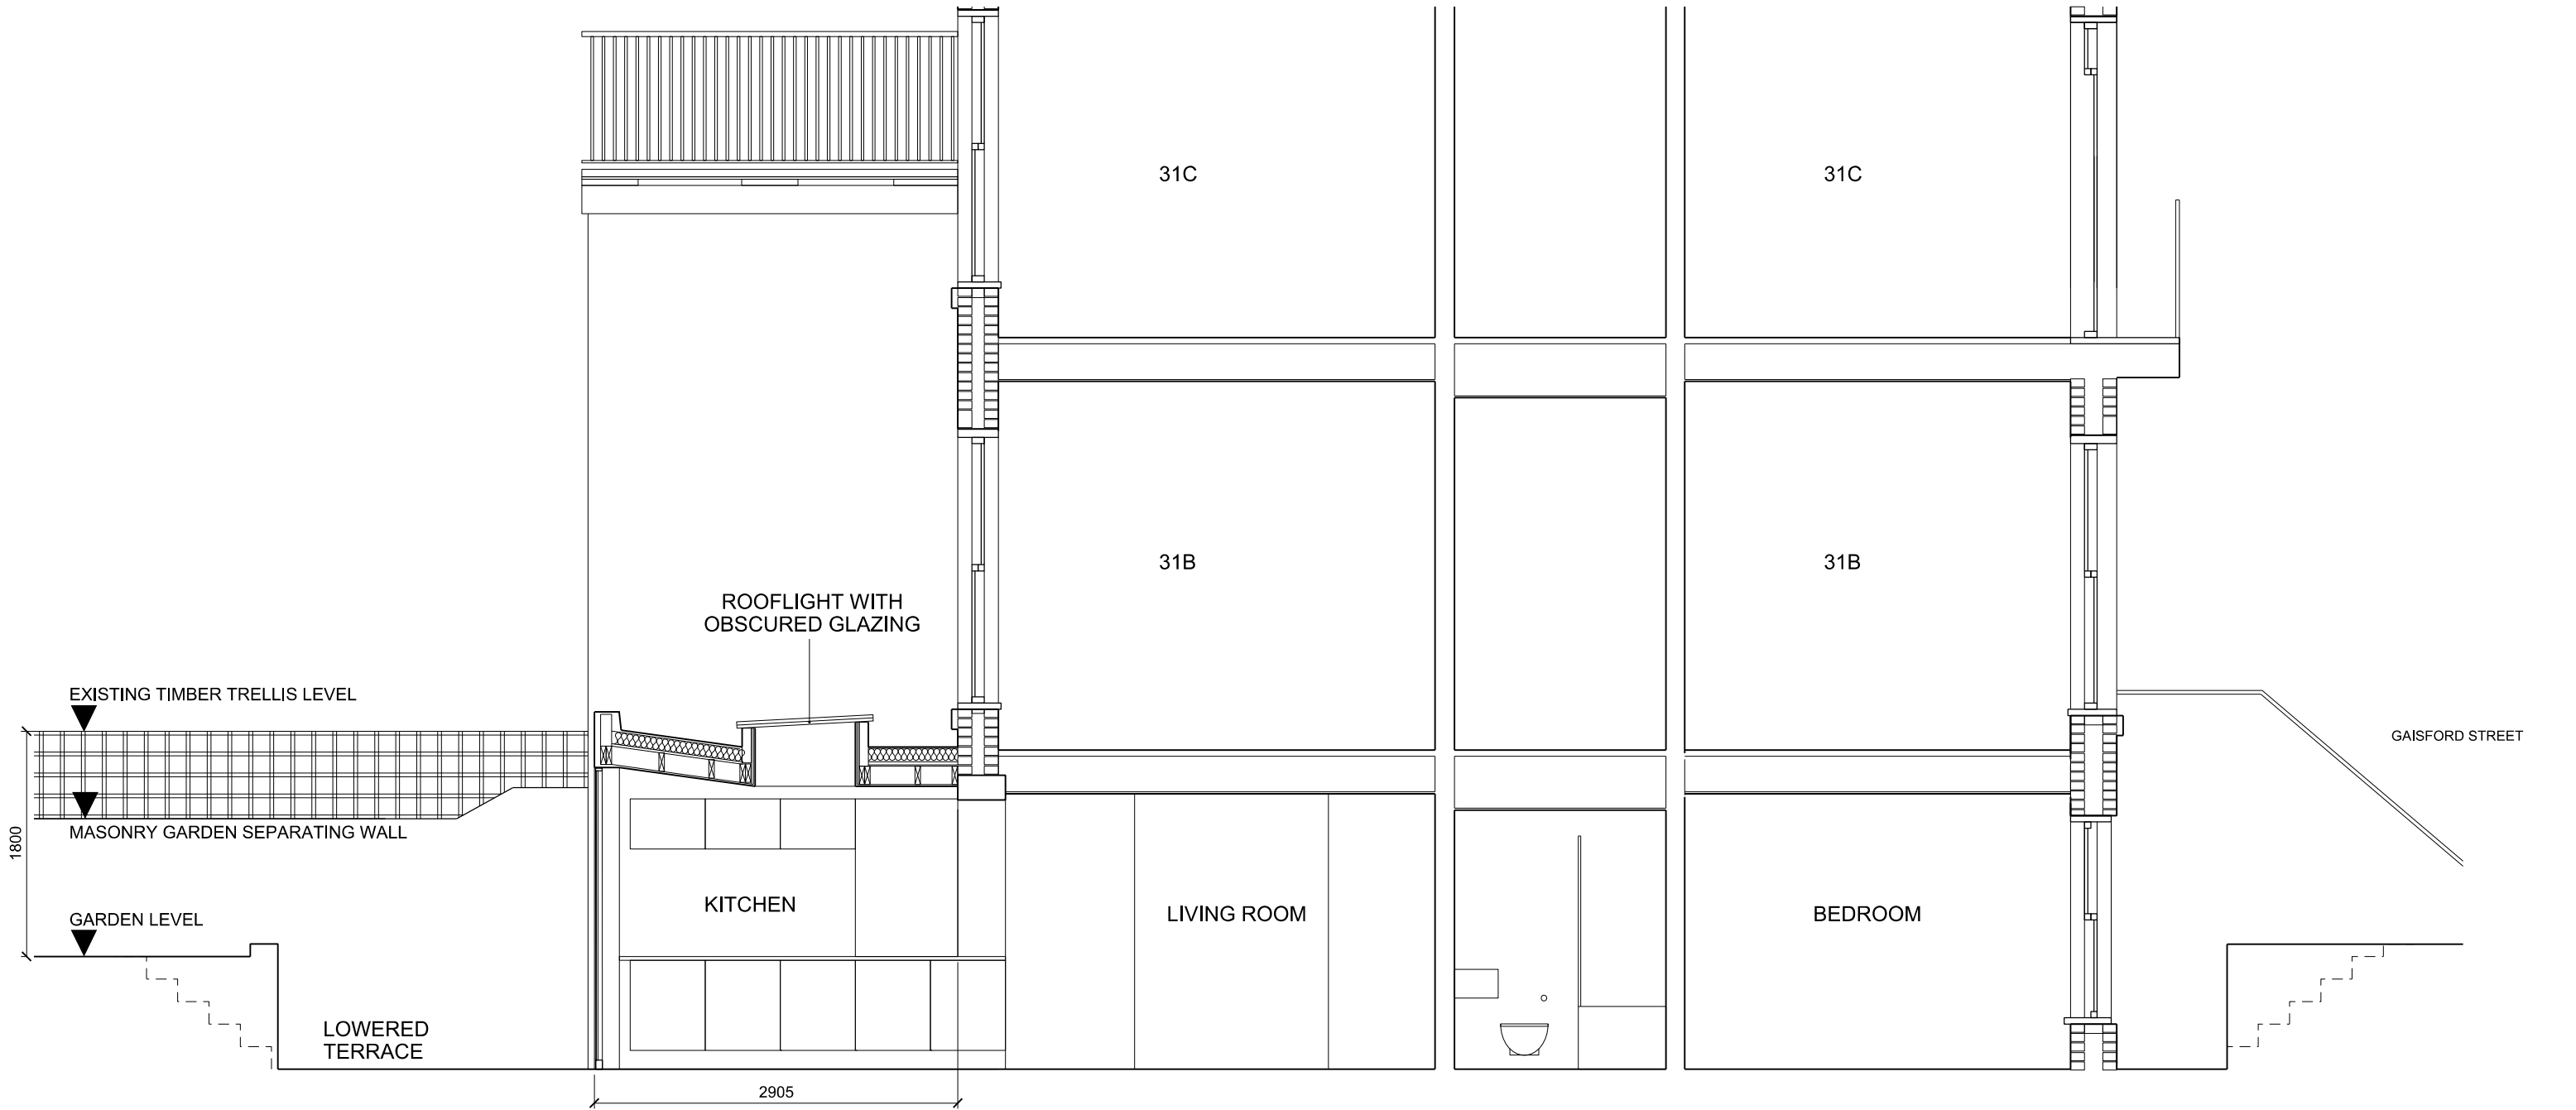 31C
31C
31B
31B
ROOFLIGHT WITH
OBSCURED GLAZING
EXISTING TIMBER TRELLIS LEVEL
GAISFORD STREET
MASONRY GARDEN SEPARATING WALL
1800
KITCHEN
LIVING ROOM
BEDROOM
GARDEN LEVEL
LOWERED
TERRACE
2905